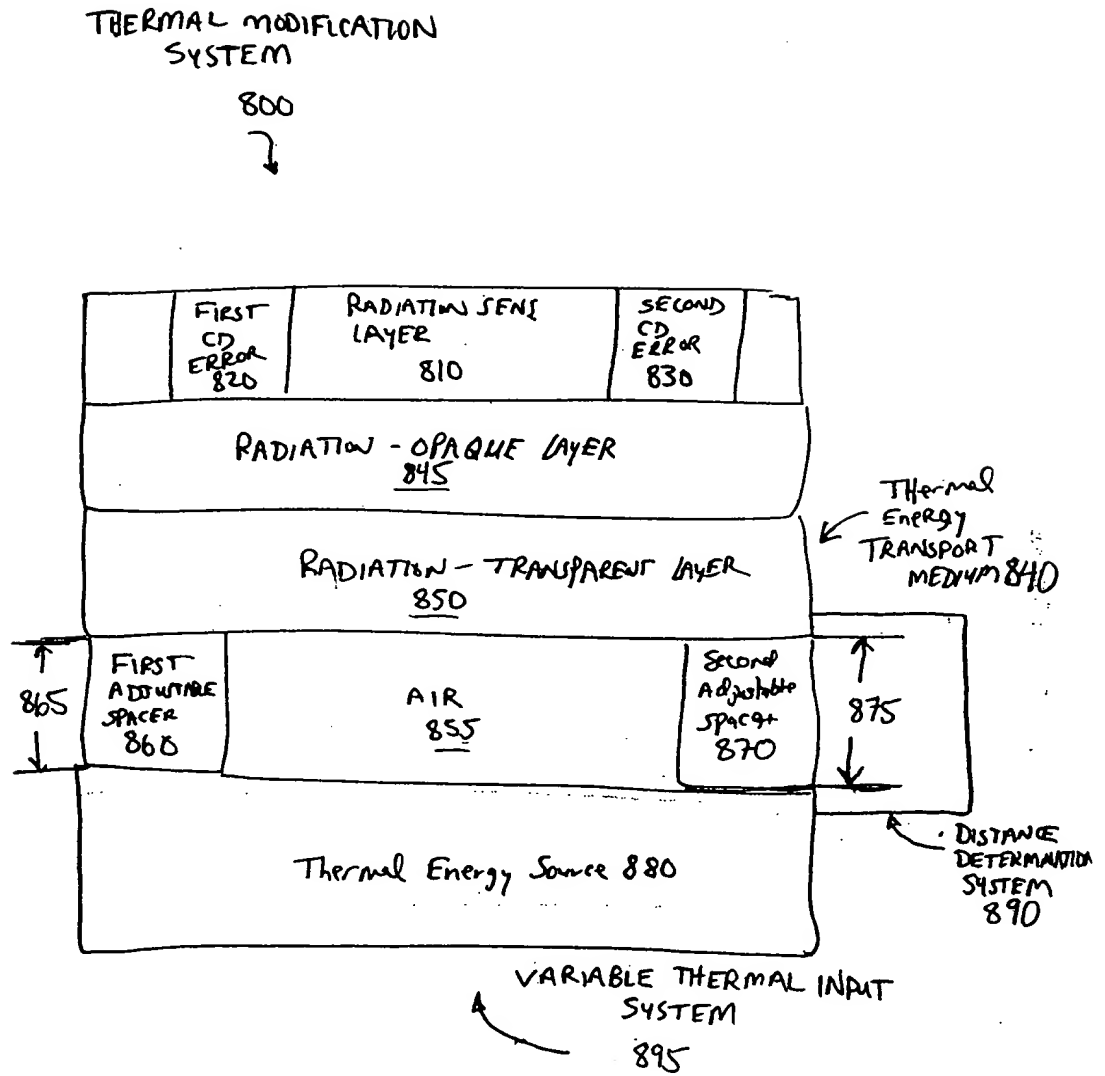 THERMAL MODIFICATION
SYSTEM
800
FIRST
CD
ERROR
820
RADIATION SENS
LAYER
810
SECOND
CD
ERROR
830
RADIATION - OPAQUE LAYER
845
THermal
EnerGy
TRANSPORT
MEDIUM 840
RADIATION - TRANSPARENT LAYER
850
865
FIRST
ADJUSTABLE
SPACER
860
AIR
855
Second
Adjustable
Spacer
870
875
Thermal Energy Source 880
DISTANCE
DETERMINATION
SYSTEM
890
VARIABLE THERMAL INPUT
SYSTEM
895